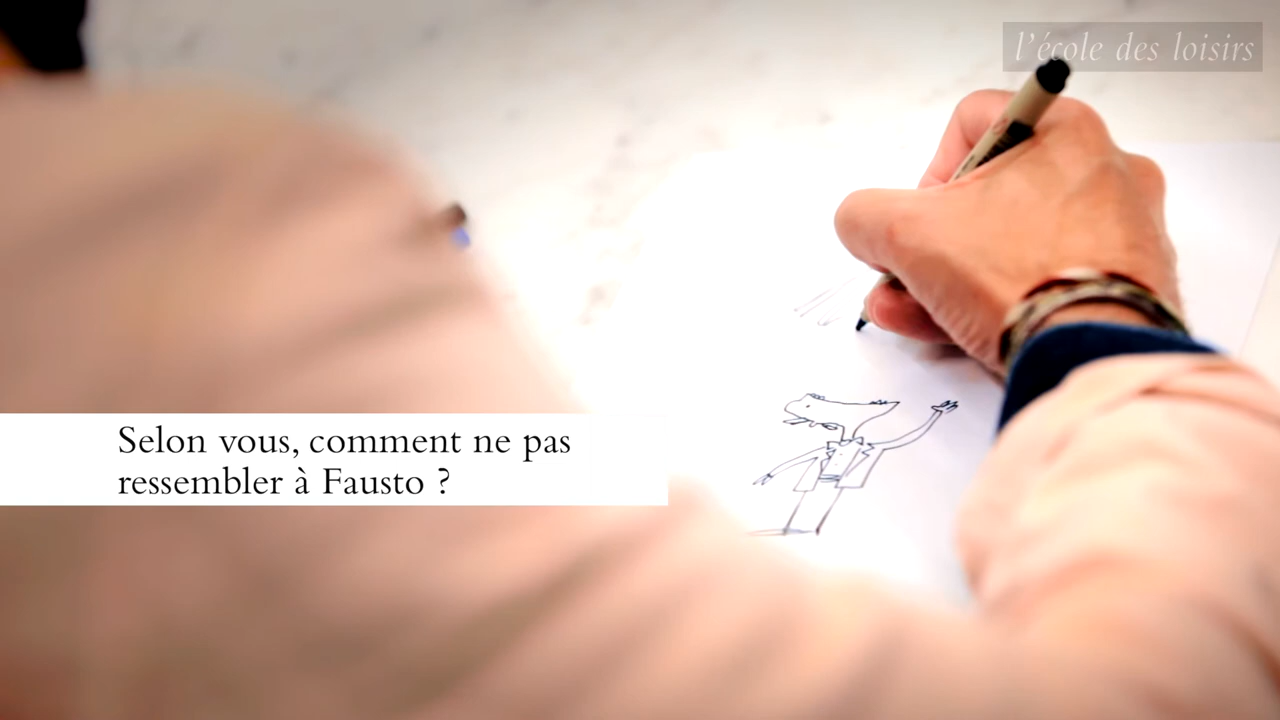 l'école des loisirs
Selon vous, comment ne pas
ressembler à Fausto ?